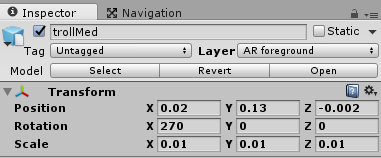 Inspector Navigation
trollMed Static
Tag Untagged Layer AR foreground
Model Select Revert Open
Transform
Position X 0.02 Y 0.13 Z -0.002
Rotation X 270 Y 0 Z 0
Scale X 0.01 Y 0.01 Z 0.01